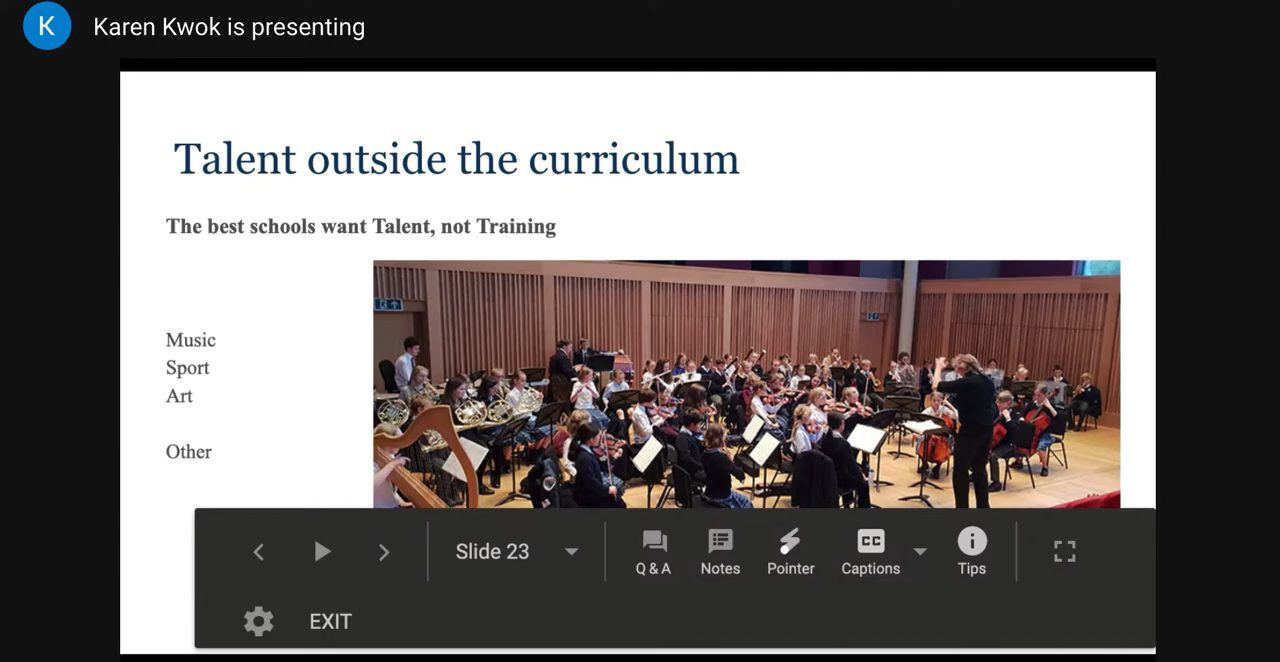 K
Karen Kwok is presenting
Talent outside the curriculum
The best schools want Talent, not Training
Music
Sport
Art
Other
Slide 23
Q & A
Notes
Pointer
CC
Captions
Tips
EXIT